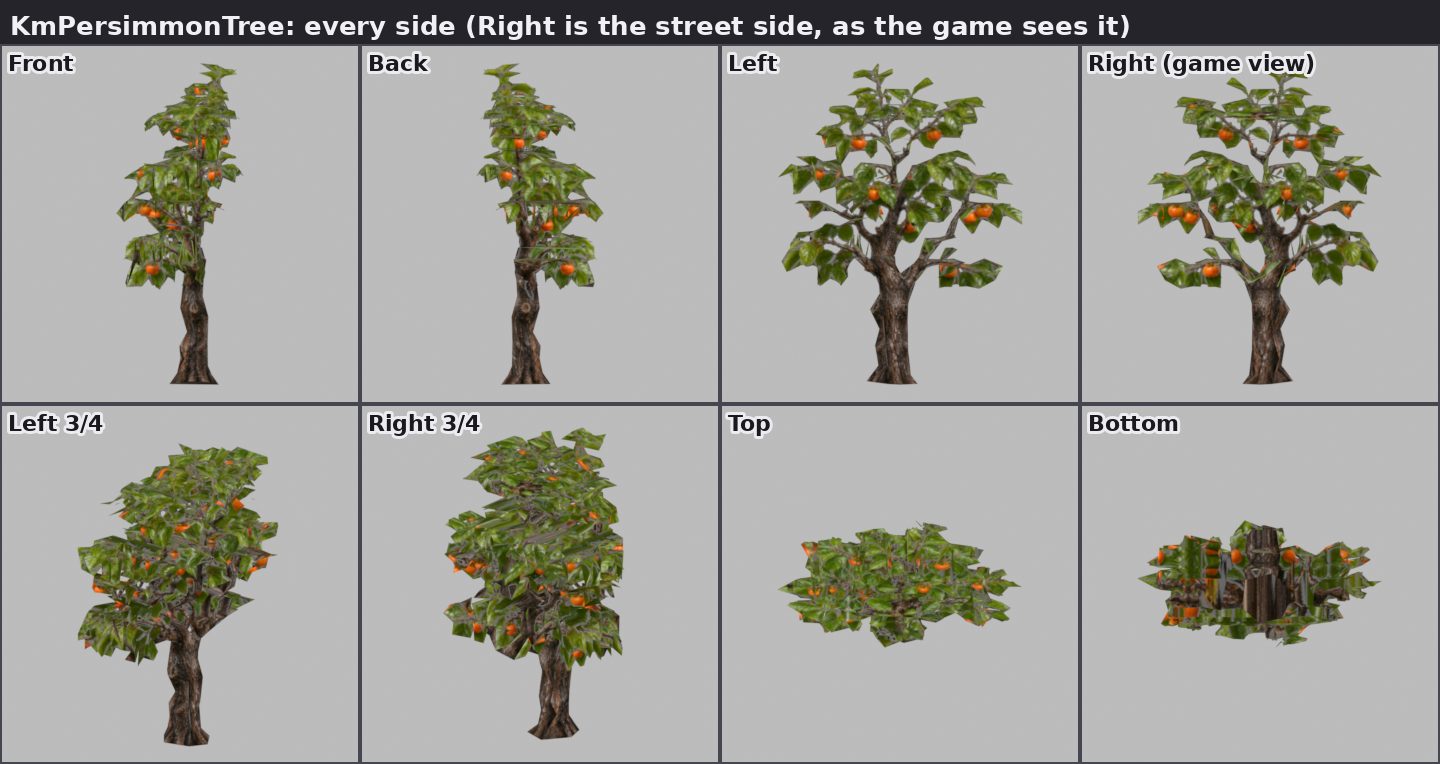 KmPersimmonTree: every side (Right is the street side, as the game sees it)
Front
Back
Left
Right (game view)
Left 3/4
Right 3/4
Top
Bottom